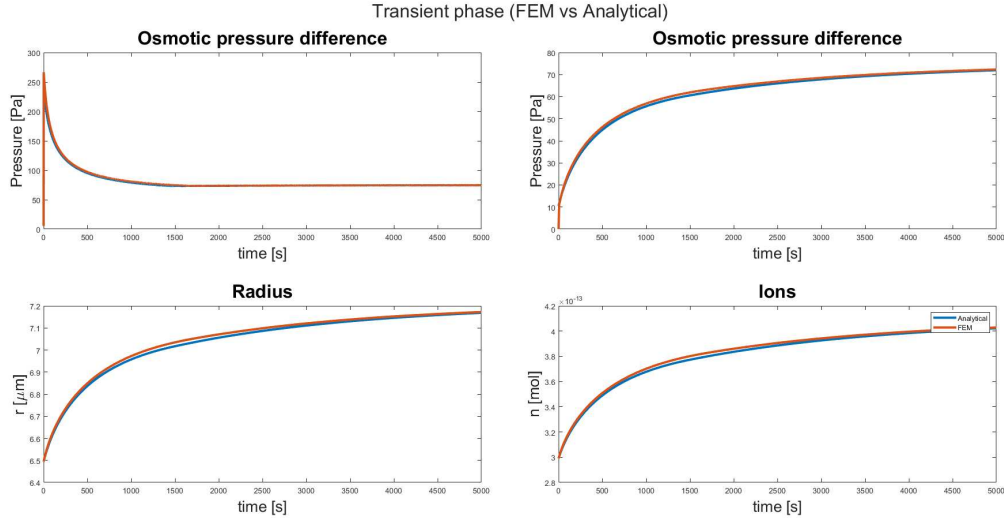 Transient phase (FEM vs Analytical)
Osmotic pressure difference
Pressure [Pa]
300
250
200
150
100
50
0
0 500 1000 1500 2000 2500 3000 3500 4000 4500 5000
time [s]
Osmotic pressure difference
Pressure [Pa]
80
70
60
50
40
30
20
10
0
0 500 1000 1500 2000 2500 3000 3500 4000 4500 5000
time [s]
Radius
r [μm]
7.2
7.1
7
6.9
6.8
6.7
6.6
6.5
6.4
0 500 1000 1500 2000 2500 3000 3500 4000 4500 5000
time [s]
Ions
×10⁻¹³
n [mol]
4.2
4
3.8
3.6
3.4
3.2
3
2.8
0 500 1000 1500 2000 2500 3000 3500 4000 4500 5000
time [s]
Analytical
FEM